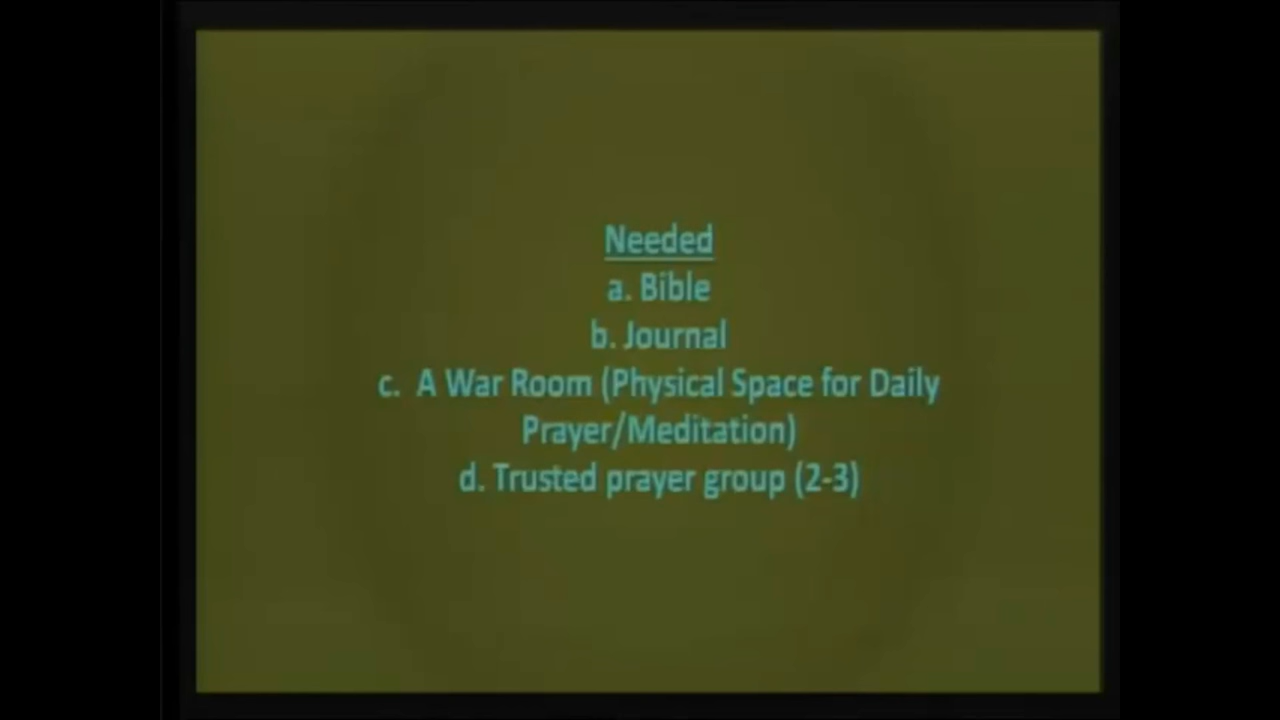 Needed
a. Bible
b. Journal
c. A War Room (Physical Space for Daily
Prayer/Meditation)
d. Trusted prayer group (2-3)